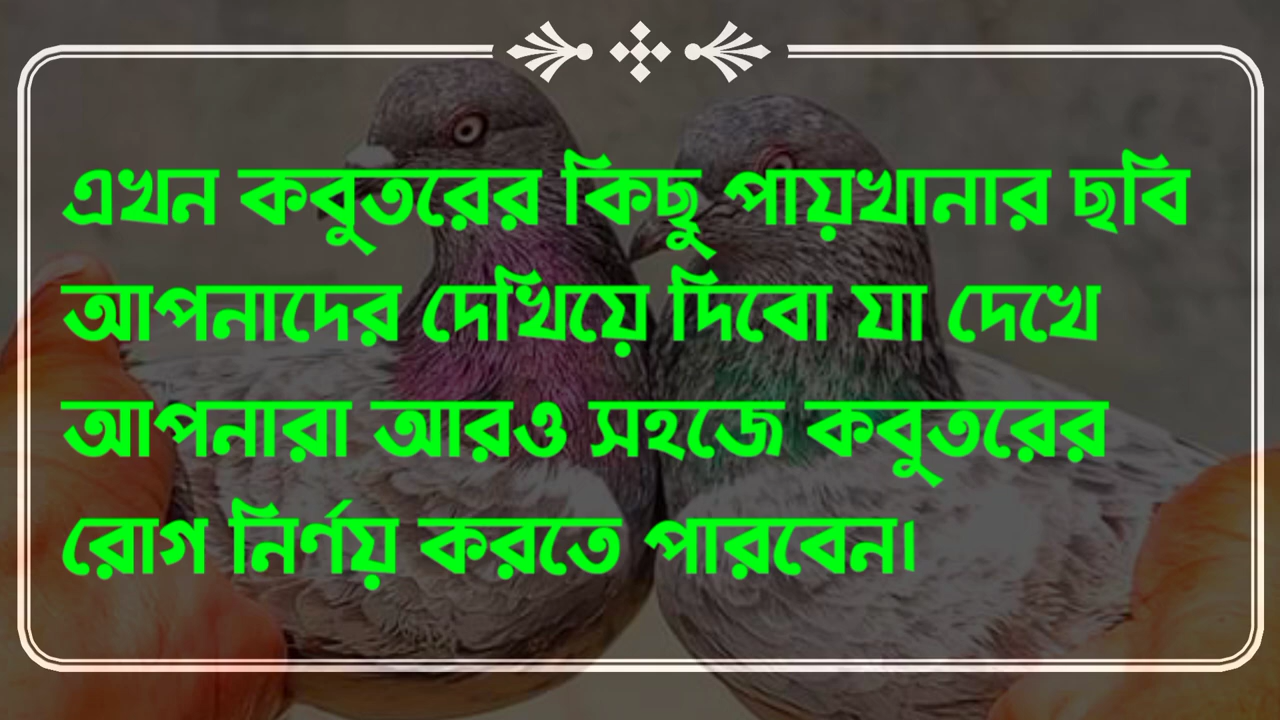 এখন কবুতরের কিছু পায়খানার ছবি
আপনাদের দেখিয়ে দিবো যা দেখে
আপনারা আরও সহজে কবুতরের
রোগ নির্ণয় করতে পারবেন।